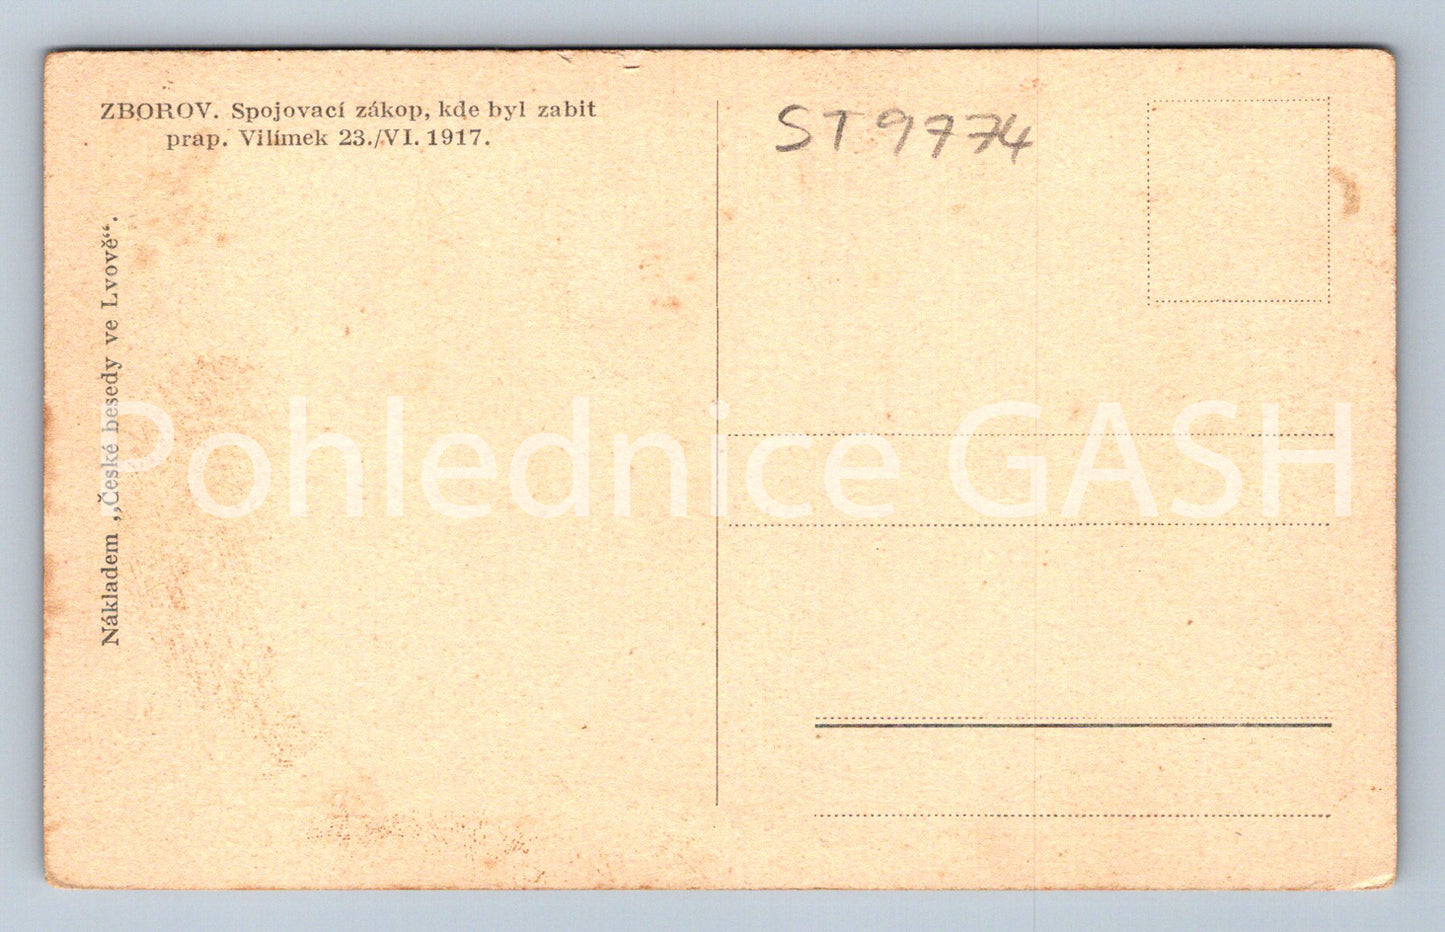 ZBOROV. Spojovací zákop, kde byl zabit
prap. Vilímek 23./VI. 1917.
ST 9774
Nákladem „České besedy ve Lvově“.
Pohlednice GASH